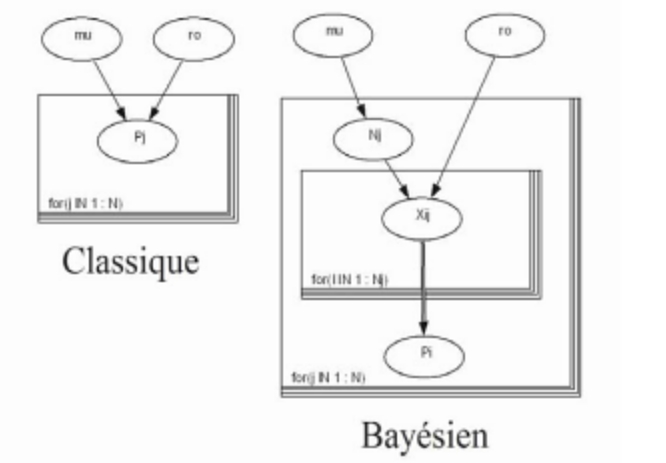 mu
ro
Pj
for(j IN 1 : N)
Classique
mu
ro
Nj
Xij
for(I IN 1 : Nj)
Pi
for(j IN 1 : N)
Bayésien